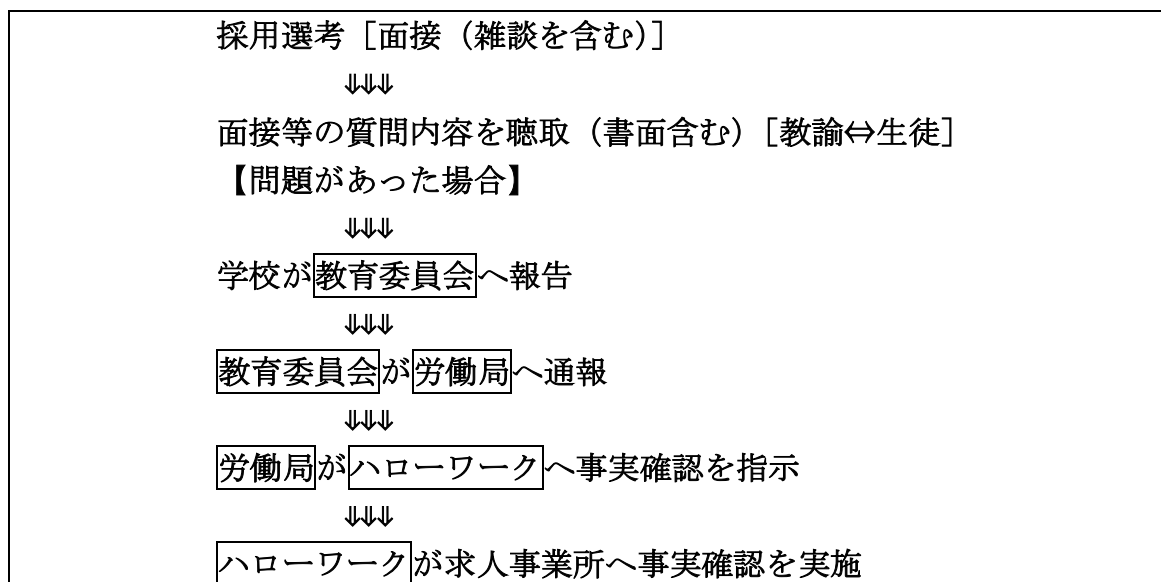 採用選考［面接（雑談を含む）］
⇓⇓⇓
面接等の質問内容を聴取（書面含む）［教諭⇔生徒］
【問題があった場合】
⇓⇓⇓
学校が教育委員会へ報告
⇓⇓⇓
教育委員会が労働局へ通報
⇓⇓⇓
労働局がハローワークへ事実確認を指示
⇓⇓⇓
ハローワークが求人事業所へ事実確認を実施